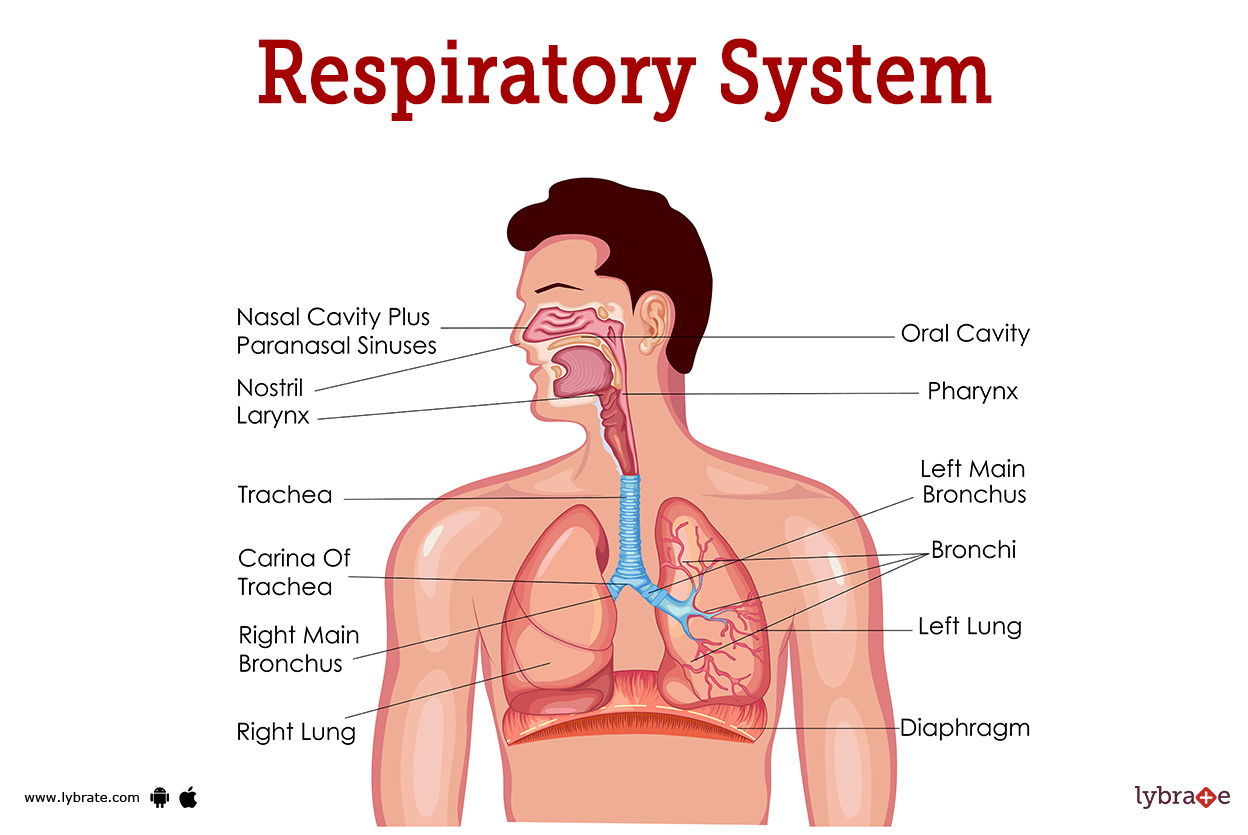 Respiratory System
Nasal Cavity Plus
Paranasal Sinuses
Nostril
Larynx
Trachea
Carina Of
Trachea
Right Main
Bronchus
Right Lung
Oral Cavity
Pharynx
Left Main
Bronchus
Bronchi
Left Lung
Diaphragm
www.lybrate.com
lybrate